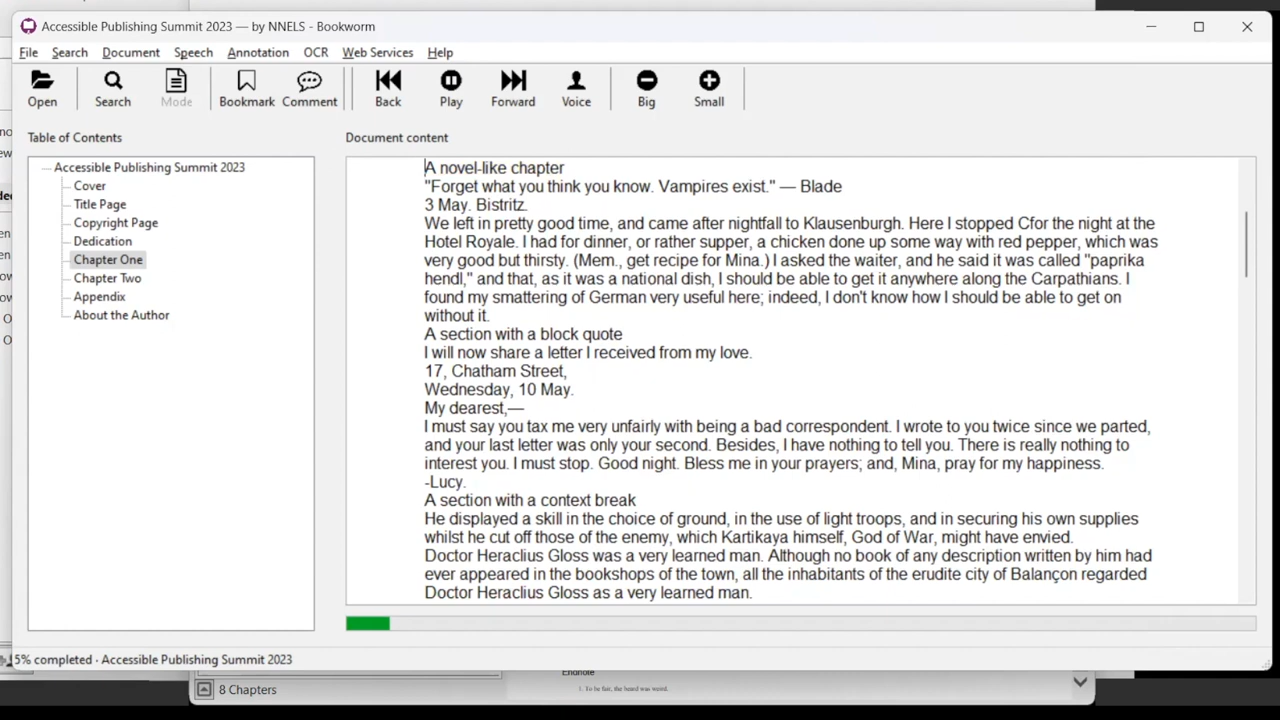 Accessible Publishing Summit 2023 — by NNELS - Bookworm
File Search Document Speech Annotation OCR Web Services Help
Open Search Mode Bookmark Comment Back Play Forward Voice Big Small
Table of Contents
Accessible Publishing Summit 2023
Cover
Title Page
Copyright Page
Dedication
Chapter One
Chapter Two
Appendix
About the Author
Document content
A novel-like chapter
"Forget what you think you know. Vampires exist." — Blade
3 May. Bistritz.
We left in pretty good time, and came after nightfall to Klausenburgh. Here I stopped Cfor the night at the
Hotel Royale. I had for dinner, or rather supper, a chicken done up some way with red pepper, which was
very good but thirsty. (Mem., get recipe for Mina.) I asked the waiter, and he said it was called "paprika
hendl," and that, as it was a national dish, I should be able to get it anywhere along the Carpathians. I
found my smattering of German very useful here; indeed, I don't know how I should be able to get on
without it.
A section with a block quote
I will now share a letter I received from my love.
17, Chatham Street,
Wednesday, 10 May.
My dearest,—
I must say you tax me very unfairly with being a bad correspondent. I wrote to you twice since we parted,
and your last letter was only your second. Besides, I have nothing to tell you. There is really nothing to
interest you. I must stop. Good night. Bless me in your prayers; and, Mina, pray for my happiness.
-Lucy.
A section with a context break
He displayed a skill in the choice of ground, in the use of light troops, and in securing his own supplies
whilst he cut off those of the enemy, which Kartikaya himself, God of War, might have envied.
Doctor Heraclius Gloss was a very learned man. Although no book of any description written by him had
ever appeared in the bookshops of the town, all the inhabitants of the erudite city of Balançon regarded
Doctor Heraclius Gloss as a very learned man.
5% completed · Accessible Publishing Summit 2023
Endnote
8 Chapters
1. To be fair, the beard was weird.